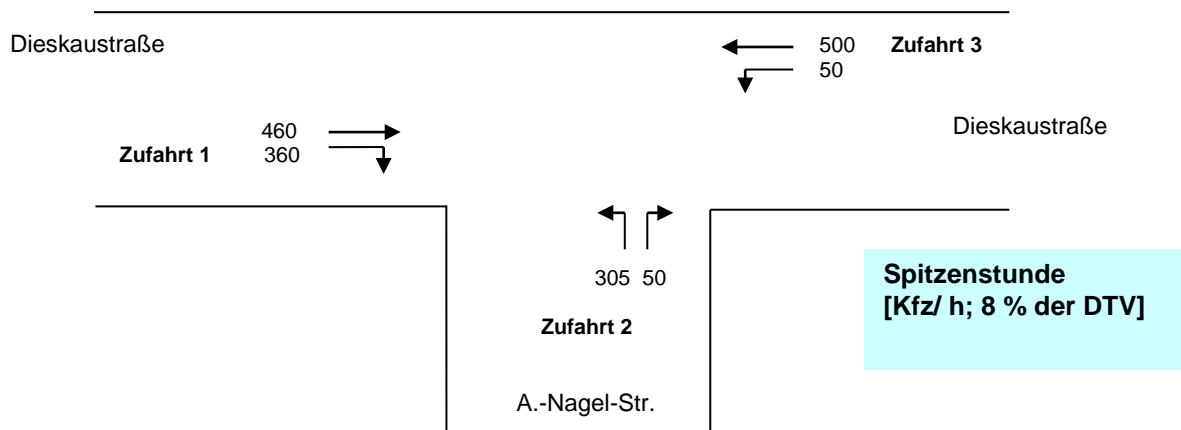 Dieskaustraße
500 Zufahrt 3
50
Dieskaustraße
460
Zufahrt 1 360
305 50
Spitzenstunde
[Kfz/ h; 8 % der DTV]
Zufahrt 2
A.-Nagel-Str.